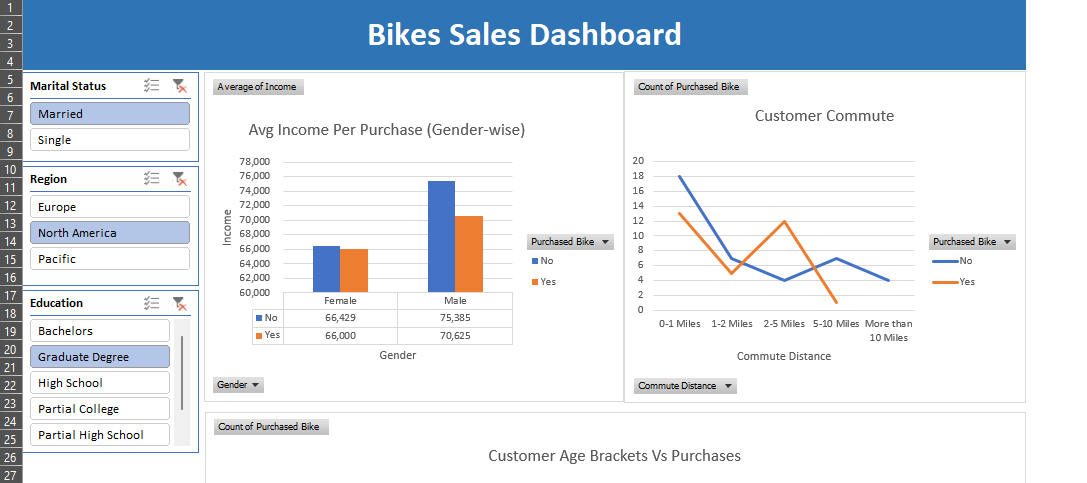 1
2
3
4
5
6
7
8
9
10
11
12
13
14
15
16
17
18
19
20
21
22
23
24
25
26
27
Bikes Sales Dashboard
Marital Status
Married
Single
Region
Europe
North America
Pacific
Education
Bachelors
Graduate Degree
High School
Partial College
Partial High School
Average of Income
Avg Income Per Purchase (Gender-wise)
78,000
76,000
74,000
72,000
70,000
68,000
66,000
64,000
62,000
60,000
Income
Female Male
No 66,429 75,385
Yes 66,000 70,625
Gender
Purchased Bike
No
Yes
Gender
Count of Purchased Bike
Customer Commute
20
18
16
14
12
10
8
6
4
2
0
0-1 Miles 1-2 Miles 2-5 Miles 5-10 Miles More than
10 Miles
Commute Distance
Purchased Bike
No
Yes
Commute Distance
Count of Purchased Bike
Customer Age Brackets Vs Purchases